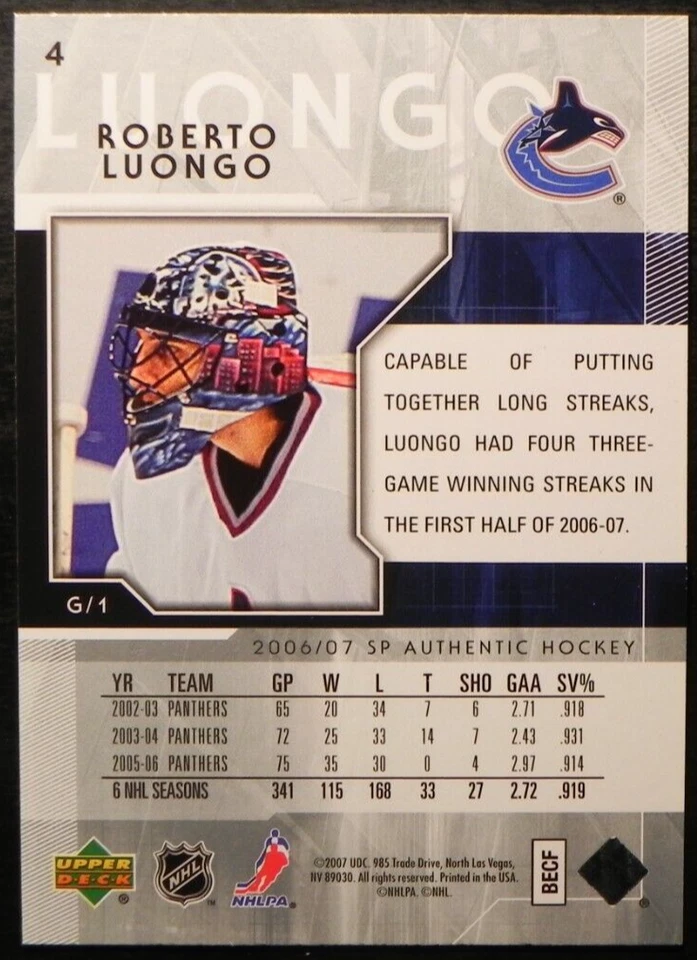 4
LUONGO
ROBERTO
LUONGO
®
CAPABLE OF PUTTING
TOGETHER LONG STREAKS,
LUONGO HAD FOUR THREE-
GAME WINNING STREAKS IN
THE FIRST HALF OF 2006-07.
G/1
2006/07 SP AUTHENTIC HOCKEY
YR TEAM GP W L T SHO GAA SV%
2002-03 PANTHERS 65 20 34 7 6 2.71 .918
2003-04 PANTHERS 72 25 33 14 7 2.43 .931
2005-06 PANTHERS 75 35 30 0 4 2.97 .914
6 NHL SEASONS 341 115 168 33 27 2.72 .919
UPPER
DECK
®
NHL
™
NHLPA®
©2007 UDC. 985 Trade Drive, North Las Vegas,
NV 89030. All rights reserved. Printed in the USA.
©NHLPA. ©NHL.
BECF
®